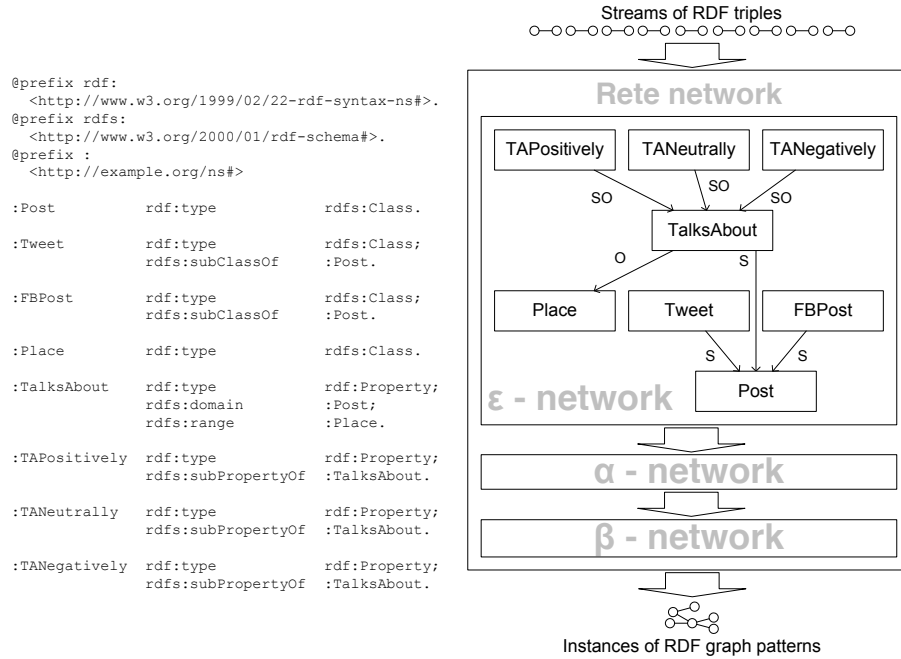 @prefix rdf:
<http://www.w3.org/1999/02/22-rdf-syntax-ns#>.
@prefix rdfs:
<http://www.w3.org/2000/01/rdf-schema#>.
@prefix :
<http://example.org/ns#>
:Post rdf:type rdfs:Class.
:Tweet rdf:type rdfs:Class;
rdfs:subClassOf :Post.
:FBPost rdf:type rdfs:Class;
rdfs:subClassOf :Post.
:Place rdf:type rdfs:Class.
:TalksAbout rdf:type rdf:Property;
rdfs:domain :Post;
rdfs:range :Place.
:TAPositively rdf:type rdf:Property;
rdfs:subPropertyOf :TalksAbout.
:TANeutrally rdf:type rdf:Property;
rdfs:subPropertyOf :TalksAbout.
:TANegatively rdf:type rdf:Property;
rdfs:subPropertyOf :TalksAbout.
Streams of RDF triples
Rete network
TAPositively TANeutrally TANegatively
SO SO SO
TalksAbout
O S
Place Tweet FBPost
S S
Post
ε - network
α - network
β - network
Instances of RDF graph patterns